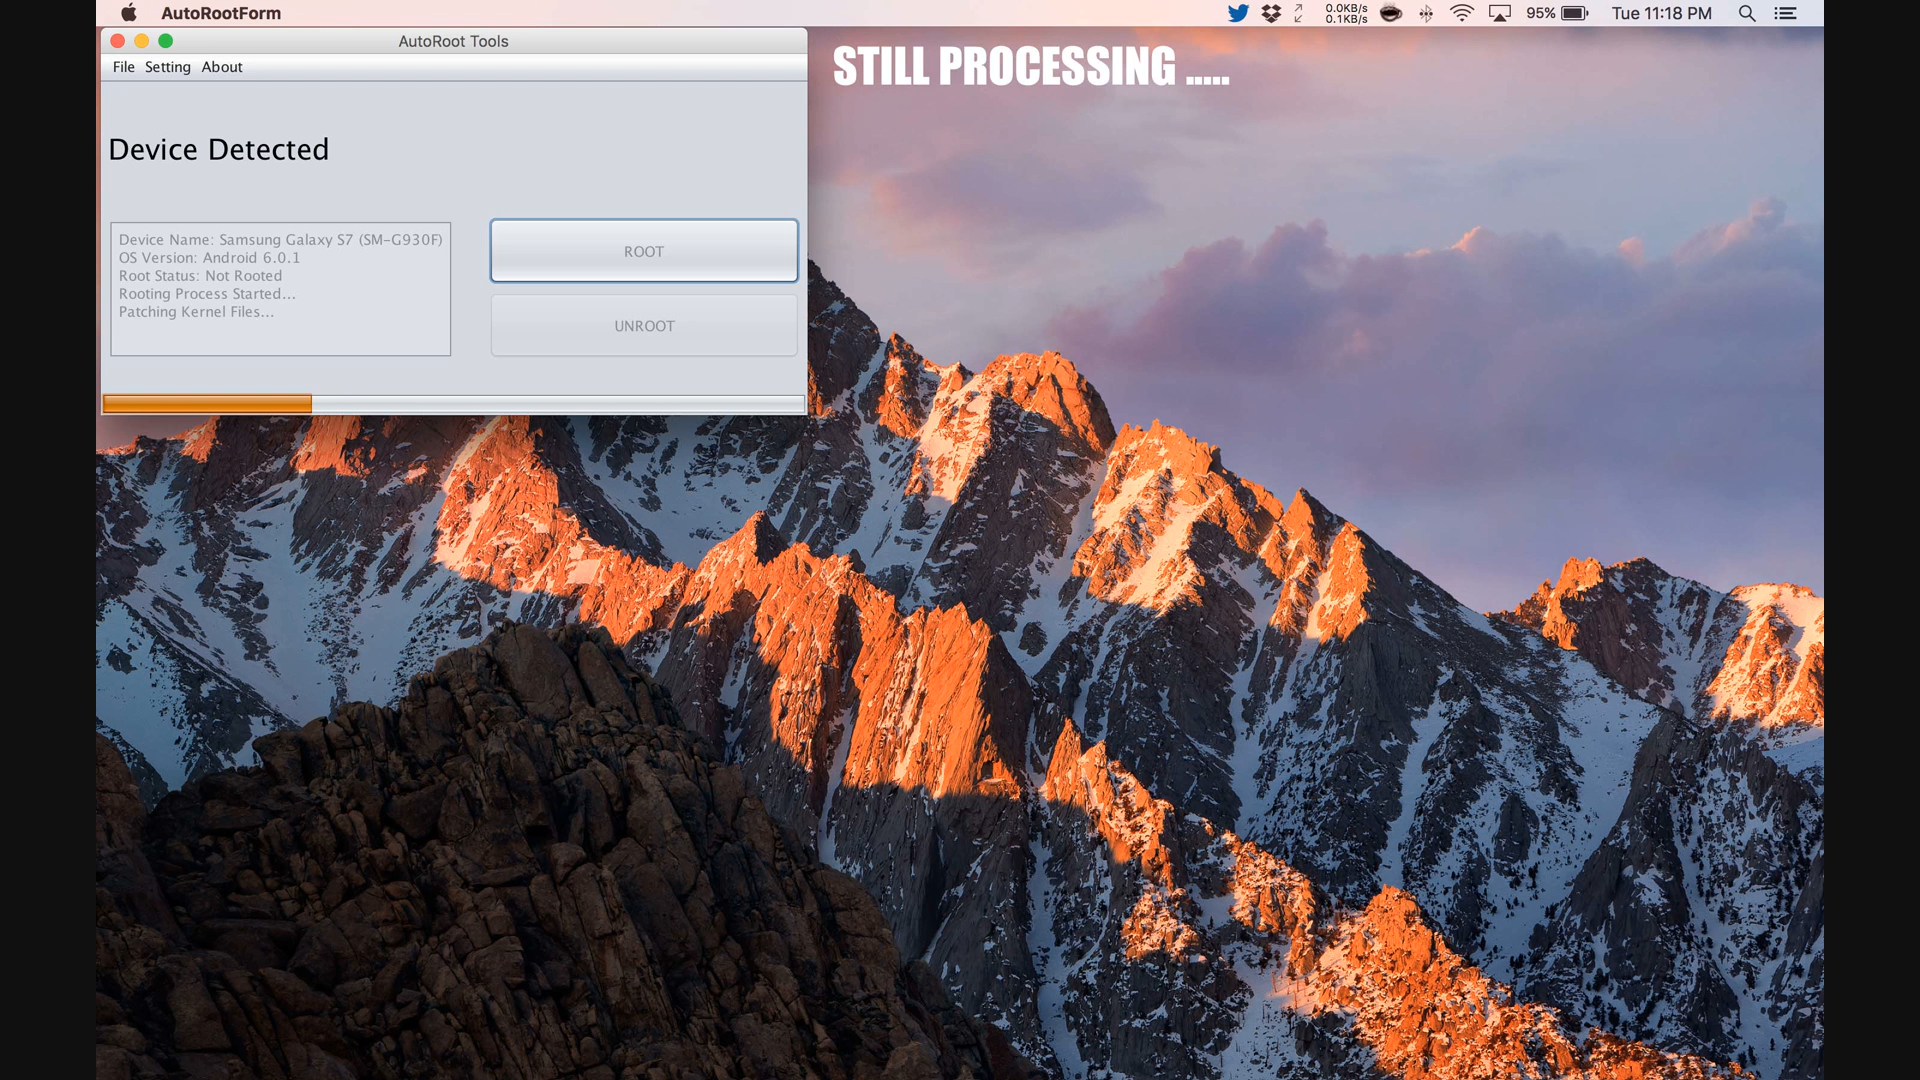 AutoRootForm
0.0KB/s
0.1KB/s
95%
Tue 11:18 PM
AutoRoot Tools
File Setting About
STILL PROCESSING .....
Device Detected
Device Name: Samsung Galaxy S7 (SM-G930F)
OS Version: Android 6.0.1
Root Status: Not Rooted
Rooting Process Started...
Patching Kernel Files...
ROOT
UNROOT